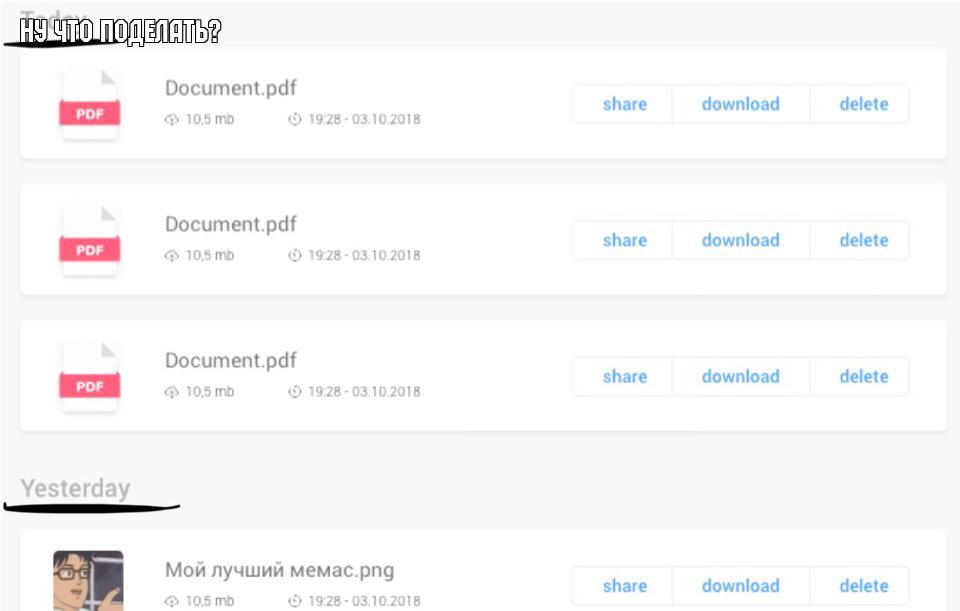 Today
НУ ЧТО ПОДЕЛАТЬ?
Document.pdf
PDF
10,5 mb 19:28 - 03.10.2018
share download delete
Document.pdf
PDF
10,5 mb 19:28 - 03.10.2018
share download delete
Document.pdf
PDF
10,5 mb 19:28 - 03.10.2018
share download delete
Yesterday
Мой лучший мемас.png
10,5 mb 19:28 - 03.10.2018
share download delete